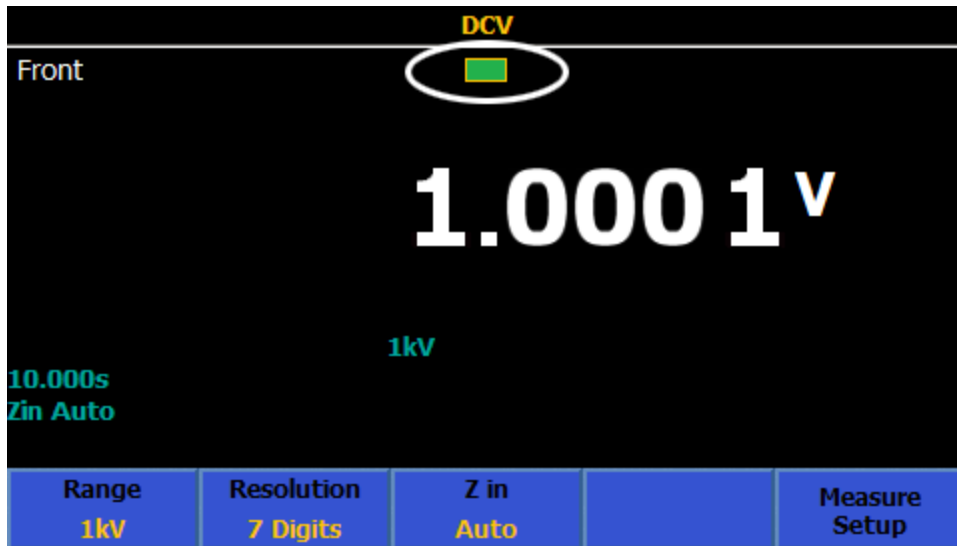 DCV
Front
1.0001 V
1kV
10.000s
Zin Auto
Range Resolution Z in Measure Setup
1kV 7 Digits Auto